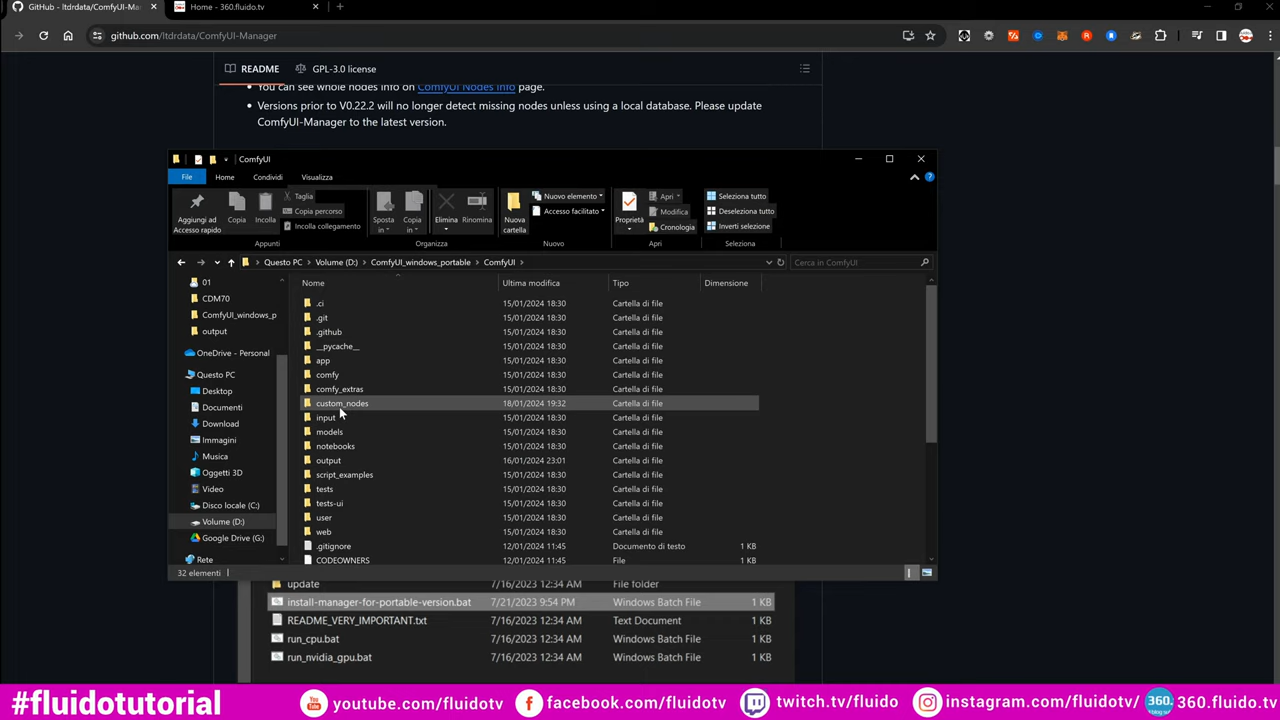 GitHub - ltdrdata/ComfyUI-Manager
Home - 360.fluido.tv
github.com/ltdrdata/ComfyUI-Manager
README
GPL-3.0 license
You can see whole nodes info on ComfyUI Nodes Info page.
Versions prior to V0.22.2 will no longer detect missing nodes unless using a local database. Please update
ComfyUI-Manager to the latest version.
ComfyUI
File Home Condividi Visualizza
Aggiungi ad Accesso rapido
Copia
Incolla
Taglia
Copia percorso
Incolla collegamento
Sposta in
Copia in
Elimina
Rinomina
Nuova cartella
Nuovo elemento
Accesso facilitato
Proprietà
Apri
Modifica
Cronologia
Seleziona tutto
Deseleziona tutto
Inverti selezione
Appunti Organizza Nuovo Apri Seleziona
Questo PC Volume (D:) ComfyUI_windows_portable ComfyUI
Cerca in ComfyUI
01
CDM70
ComfyUI_windows_p
output
OneDrive - Personal
Questo PC
Desktop
Documenti
Download
Immagini
Musica
Oggetti 3D
Video
Disco locale (C:)
Volume (D:)
Google Drive (G:)
Rete
Nome Ultima modifica Tipo Dimensione
.ci 15/01/2024 18:30 Cartella di file
.git 15/01/2024 18:30 Cartella di file
.github 15/01/2024 18:30 Cartella di file
__pycache__ 15/01/2024 18:30 Cartella di file
app 15/01/2024 18:30 Cartella di file
comfy 15/01/2024 18:30 Cartella di file
comfy_extras 15/01/2024 18:30 Cartella di file
custom_nodes 18/01/2024 19:32 Cartella di file
input 15/01/2024 18:30 Cartella di file
models 15/01/2024 18:30 Cartella di file
notebooks 15/01/2024 18:30 Cartella di file
output 16/01/2024 23:01 Cartella di file
script_examples 15/01/2024 18:30 Cartella di file
tests 15/01/2024 18:30 Cartella di file
tests-ui 15/01/2024 18:30 Cartella di file
user 15/01/2024 18:30 Cartella di file
web 15/01/2024 18:30 Cartella di file
.gitignore 12/01/2024 11:45 Documento di testo 1 KB
CODEOWNERS 12/01/2024 11:45 File 1 KB
32 elementi
update 7/16/2023 12:34 AM File folder
install-manager-for-portable-version.bat 7/21/2023 9:54 PM Windows Batch File 1 KB
README_VERY_IMPORTANT.txt 7/16/2023 12:34 AM Text Document 1 KB
run_cpu.bat 7/16/2023 12:34 AM Windows Batch File 1 KB
run_nvidia_gpu.bat 7/16/2023 12:34 AM Windows Batch File 1 KB
#fluidotutorial youtube.com/fluidotv facebook.com/fluidotv twitch.tv/fluido instagram.com/fluidotv/ 360.fluido.tv